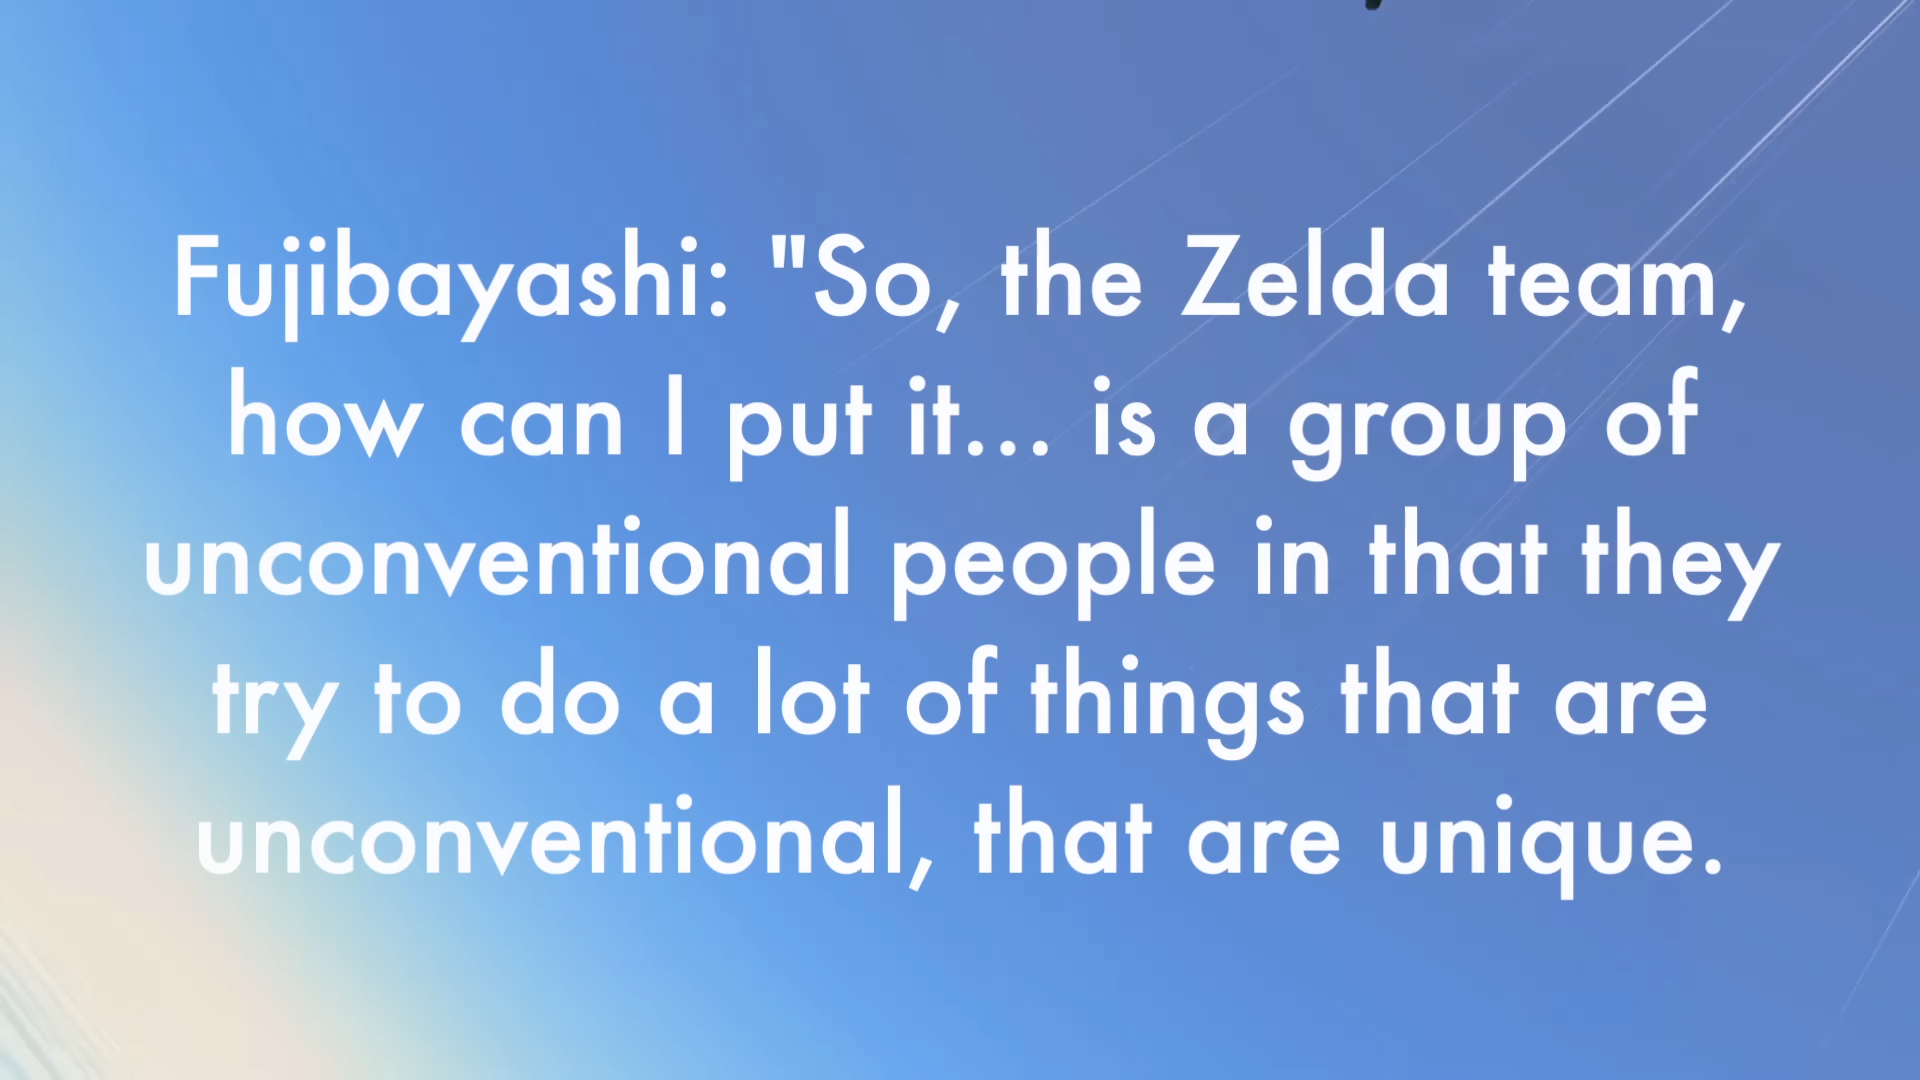 Fujibayashi: "So, the Zelda team,
how can I put it... is a group of
unconventional people in that they
try to do a lot of things that are
unconventional, that are unique.